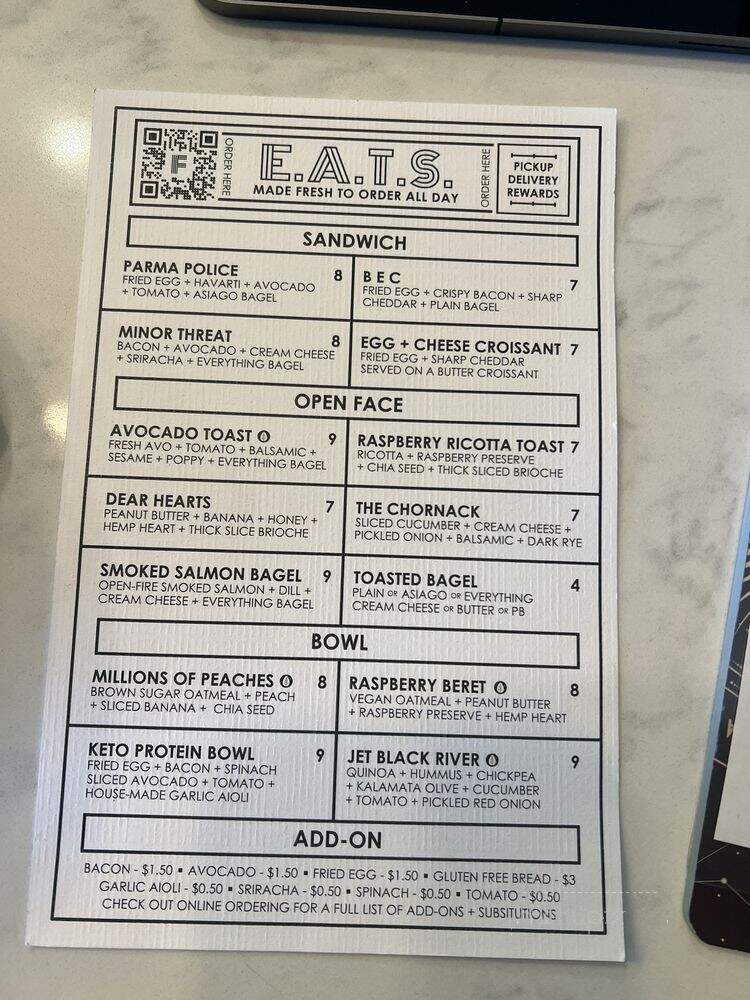 ORDER HERE
E.A.T.S.
MADE FRESH TO ORDER ALL DAY
ORDER HERE
PICKUP
DELIVERY
REWARDS
SANDWICH
PARMA POLICE 8
FRIED EGG + HAVARTI + AVOCADO
+ TOMATO + ASIAGO BAGEL
B E C 7
FRIED EGG + CRISPY BACON + SHARP
CHEDDAR + PLAIN BAGEL
MINOR THREAT 8
BACON + AVOCADO + CREAM CHEESE
+ SRIRACHA + EVERYTHING BAGEL
EGG + CHEESE CROISSANT 7
FRIED EGG + SHARP CHEDDAR
SERVED ON A BUTTER CROISSANT
OPEN FACE
AVOCADO TOAST 9
FRESH AVO + TOMATO + BALSAMIC +
SESAME + POPPY + EVERYTHING BAGEL
RASPBERRY RICOTTA TOAST 7
RICOTTA + RASPBERRY PRESERVE
+ CHIA SEED + THICK SLICED BRIOCHE
DEAR HEARTS 7
PEANUT BUTTER + BANANA + HONEY +
HEMP HEART + THICK SLICE BRIOCHE
THE CHORNACK 7
SLICED CUCUMBER + CREAM CHEESE +
PICKLED ONION + BALSAMIC + DARK RYE
SMOKED SALMON BAGEL 9
OPEN-FIRE SMOKED SALMON + DILL +
CREAM CHEESE + EVERYTHING BAGEL
TOASTED BAGEL 4
PLAIN OR ASIAGO OR EVERYTHING
CREAM CHEESE OR BUTTER OR PB
BOWL
MILLIONS OF PEACHES 8
BROWN SUGAR OATMEAL + PEACH
+ SLICED BANANA + CHIA SEED
RASPBERRY BERET 8
VEGAN OATMEAL + PEANUT BUTTER
+ RASPBERRY PRESERVE + HEMP HEART
KETO PROTEIN BOWL 9
FRIED EGG + BACON + SPINACH
SLICED AVOCADO + TOMATO +
HOUSE-MADE GARLIC AIOLI
JET BLACK RIVER 9
QUINOA + HUMMUS + CHICKPEA
+ KALAMATA OLIVE + CUCUMBER
+ TOMATO + PICKLED RED ONION
ADD-ON
BACON - $1.50 ▪ AVOCADO - $1.50 ▪ FRIED EGG - $1.50 ▪ GLUTEN FREE BREAD - $3
GARLIC AIOLI - $0.50 ▪ SRIRACHA - $0.50 ▪ SPINACH - $0.50 ▪ TOMATO - $0.50
CHECK OUT ONLINE ORDERING FOR A FULL LIST OF ADD-ONS + SUBSITUTIONS